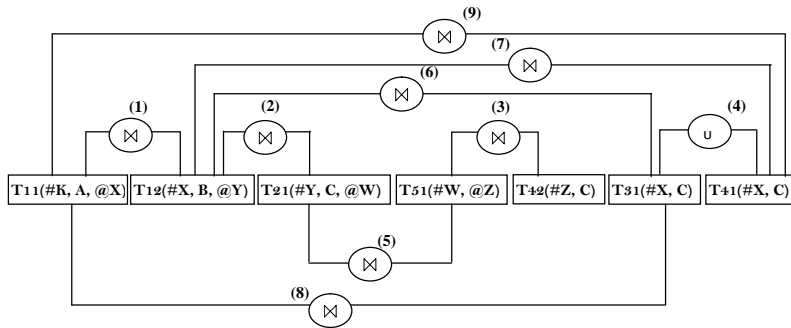 (9)
(7)
(6)
(1)
(2)
(3)
(4)
⋈
∪
T11(#K, A, @X)
T12(#X, B, @Y)
T21(#Y, C, @W)
T51(#W, @Z)
T42(#Z, C)
T31(#X, C)
T41(#X, C)
(5)
(8)